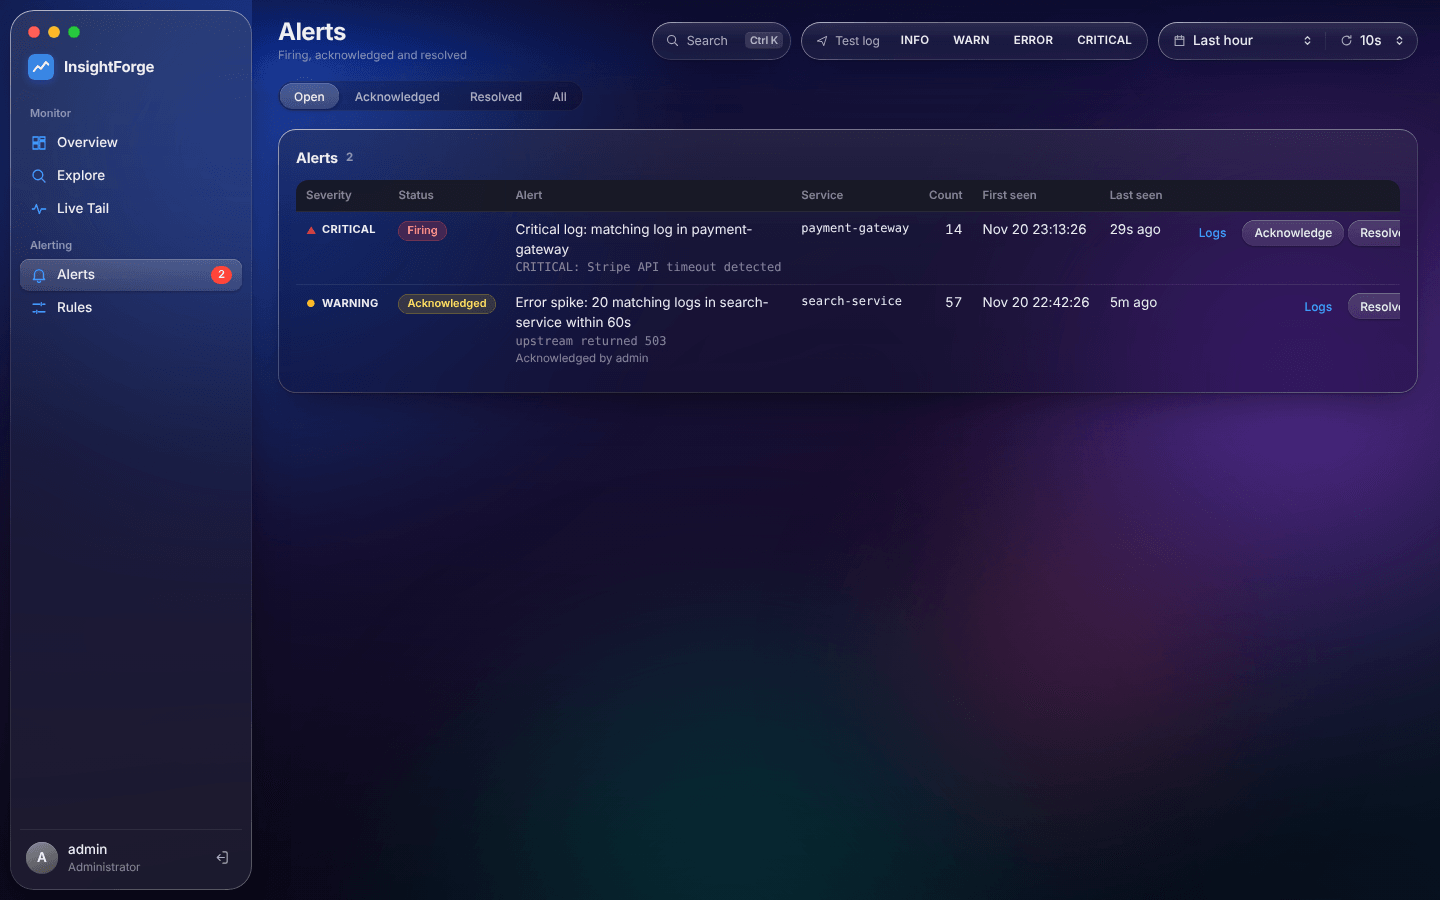 InsightForge
Monitor
Overview
Explore
Live Tail
Alerting
Alerts 2
Rules
A admin
Administrator
Alerts
Firing, acknowledged and resolved
Search Ctrl K
Test log INFO WARN ERROR CRITICAL
Last hour 10s
Open Acknowledged Resolved All
Alerts 2
Severity Status Alert Service Count First seen Last seen
CRITICAL Firing Critical log: matching log in payment- payment-gateway 14 Nov 20 23:13:26 29s ago Logs Acknowledge Resolv
gateway
CRITICAL: Stripe API timeout detected
WARNING Acknowledged Error spike: 20 matching logs in search- search-service 57 Nov 20 22:42:26 5m ago Logs Resolv
service within 60s
upstream returned 503
Acknowledged by admin